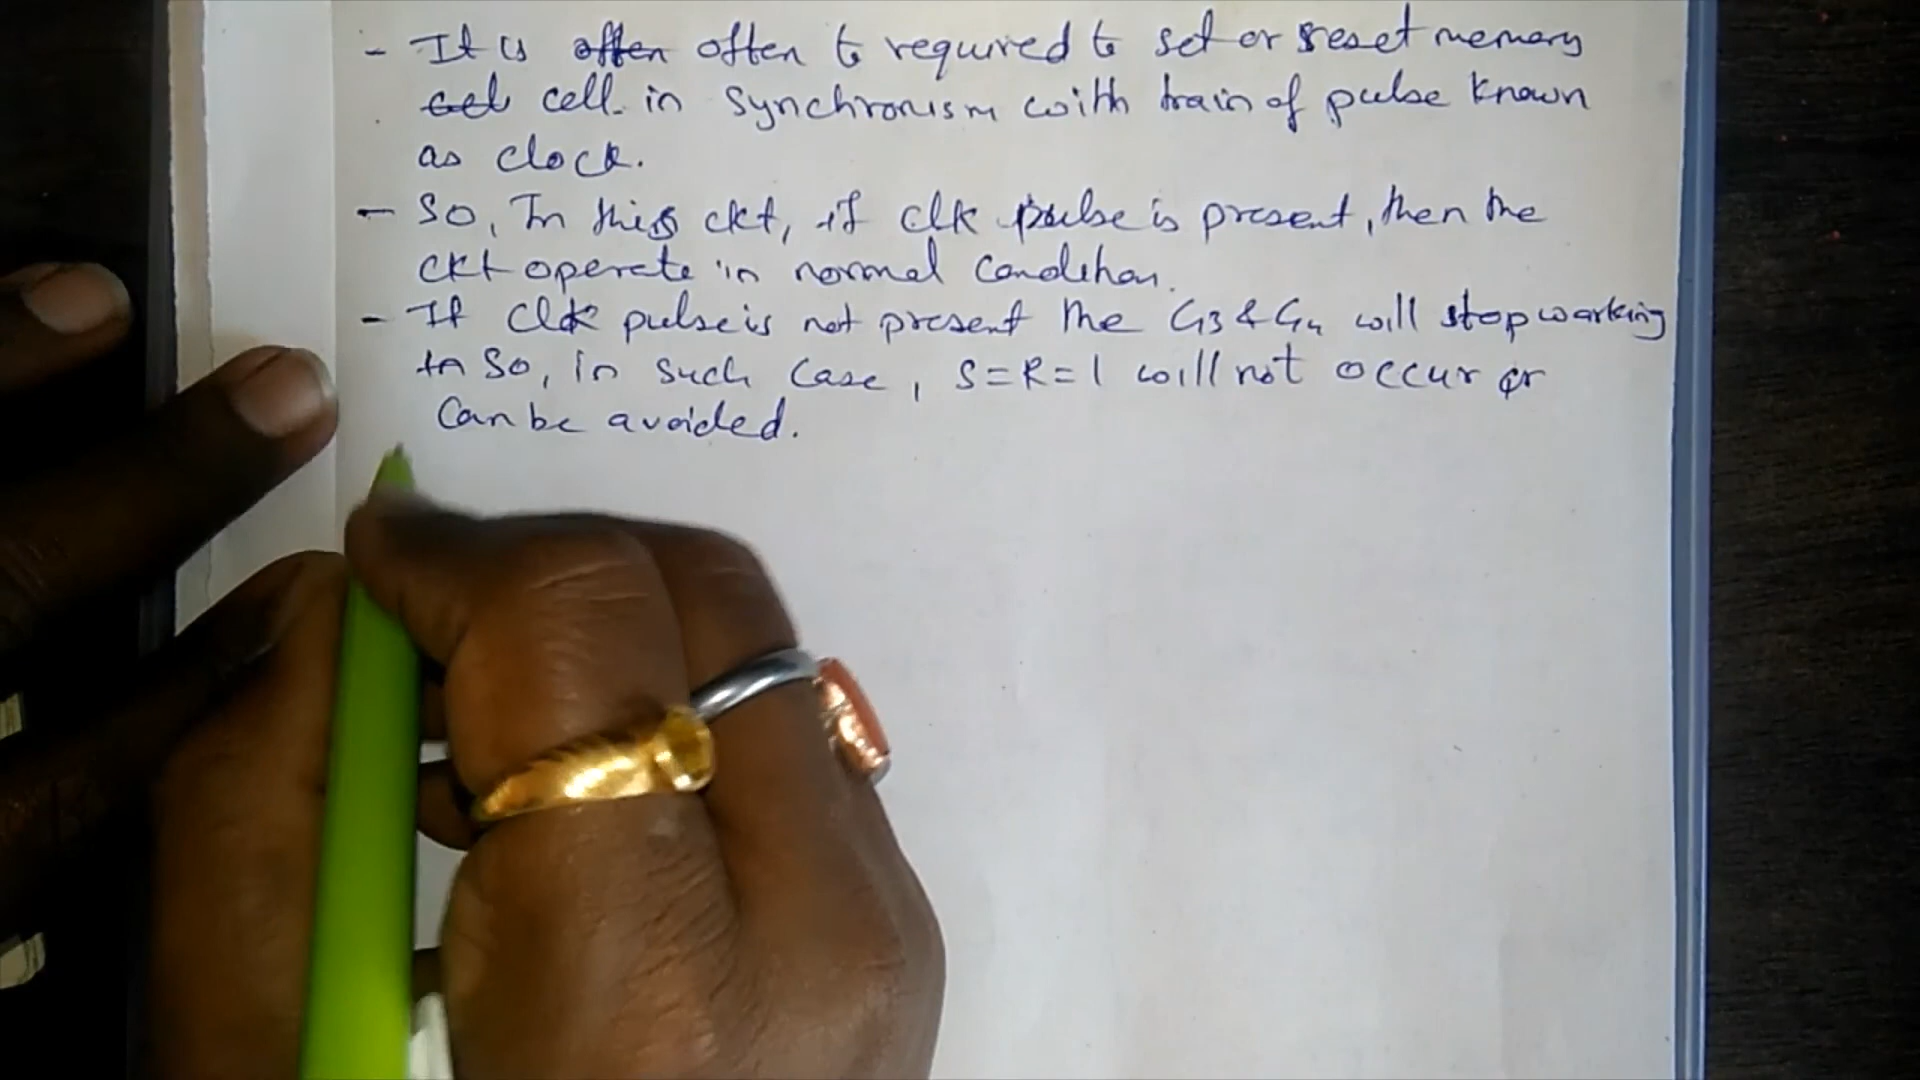 - It is often often to required to set or reset memory
cel cell in synchronism with train of pulse known
as clock.
- So, In this ckt, if clk pulse is present, then the
ckt operate in normal condition.
- If Clk pulse is not present the G3 & G4 will stop working
in So, in such case, S=R=1 will not occur or
can be avoided.